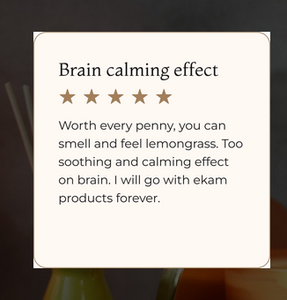 Brain calming effect
Worth every penny, you can
smell and feel lemongrass. Too
soothing and calming effect
on brain. I will go with ekam
products forever.